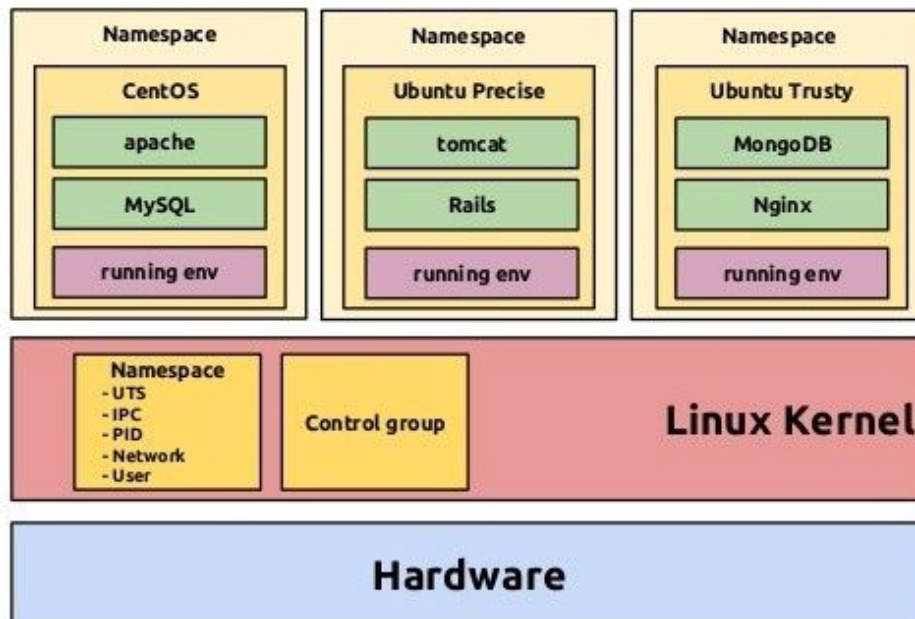 Namespace
CentOS
apache
MySQL
running env
Namespace
Ubuntu Precise
tomcat
Rails
running env
Namespace
Ubuntu Trusty
MongoDB
Nginx
running env
Namespace
- UTS
- IPC
- PID
- Network
- User
Control group
Linux Kernel
Hardware